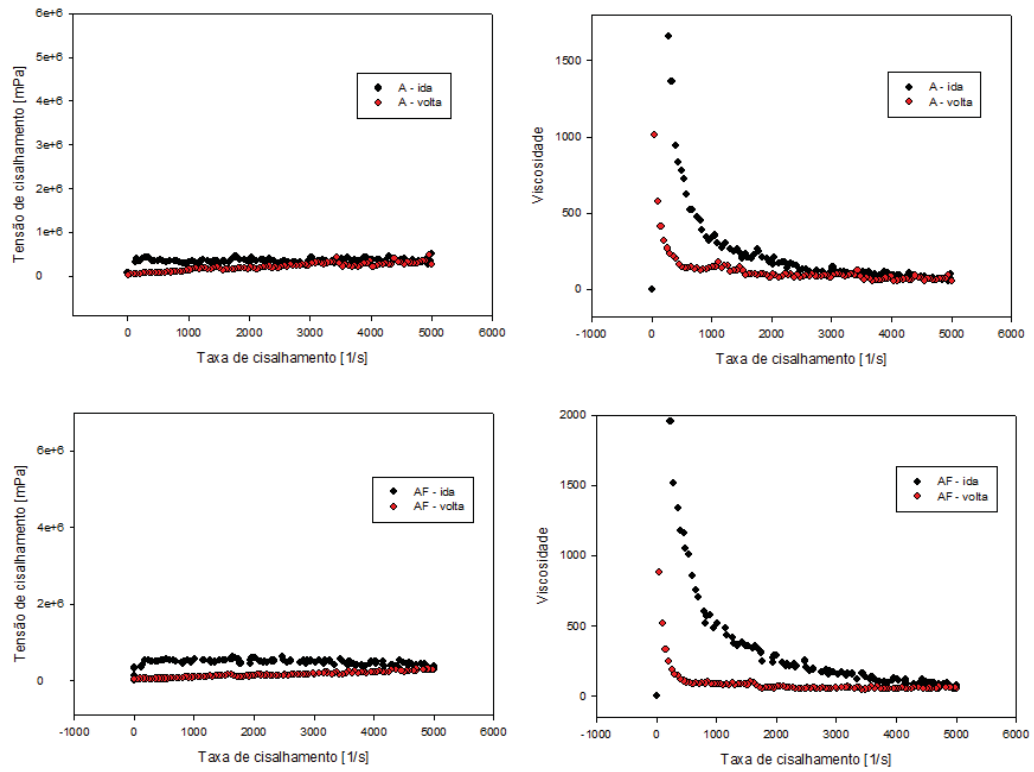 6e+6
5e+6
4e+6
3e+6
2e+6
1e+6
0
Tensão de cisalhamento [mPa]
A - ida
A - volta
-1000 0 1000 2000 3000 4000 5000 6000
Taxa de cisalhamento [1/s]
1500
1000
500
0
Viscosidade
A - ida
A - volta
-1000 0 1000 2000 3000 4000 5000 6000
Taxa de cisalhamento [1/s]
6e+6
4e+6
2e+6
0
Tensão de cisalhamento [mPa]
AF - ida
AF - volta
-1000 0 1000 2000 3000 4000 5000 6000
Taxa de cisalhamento [1/s]
2000
1500
1000
500
0
Viscosidade
AF - ida
AF - volta
-1000 0 1000 2000 3000 4000 5000 6000
Taxa de cisalhamento [1/s]